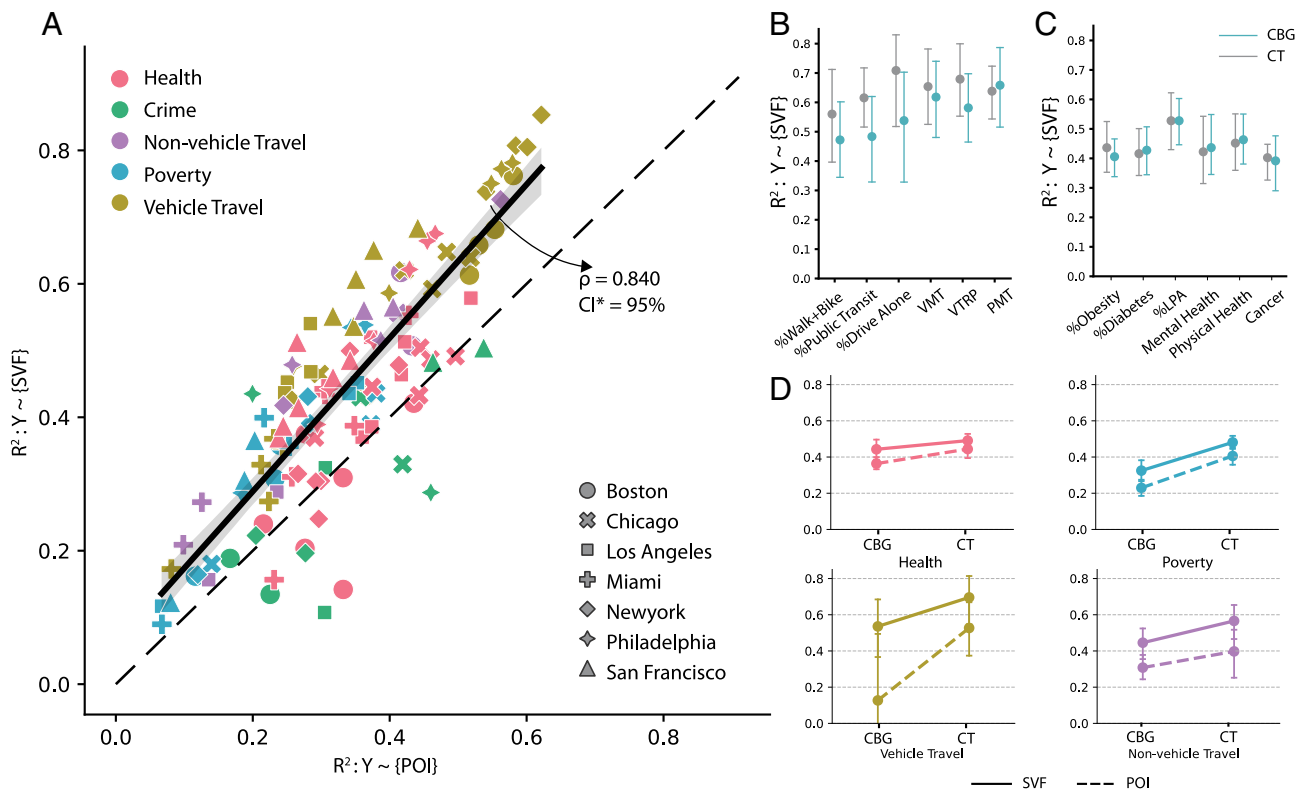 A
Health
Crime
Non-vehicle Travel
Poverty
Vehicle Travel
0.8
0.6
0.4
0.2
0.0
R²: Y ~ {SVF}
ρ = 0.840
CI* = 95%
Boston
Chicago
Los Angeles
Miami
Newyork
Philadelphia
San Francisco
0.0 0.2 0.4 0.6 0.8
R²: Y ~ {POI}
B
0.8
0.7
0.6
0.5
0.4
0.3
0.2
0.1
0.0
R²: Y ~ {SVF}
%Walk+Bike
%Public Transit
%Drive Alone
VMT
VTRP
PMT
C
CBG
CT
0.8
0.7
0.6
0.5
0.4
0.3
0.2
0.1
0.0
R²: Y ~ {SVF}
%Obesity
%Diabetes
%LPA
Mental Health
Physical Health
Cancer
D
0.8
0.6
0.4
0.2
0.0
CBG CT
Health
0.8
0.6
0.4
0.2
0.0
CBG CT
Poverty
0.8
0.6
0.4
0.2
0.0
CBG CT
Vehicle Travel
0.8
0.6
0.4
0.2
0.0
CBG CT
Non-vehicle Travel
SVF POI